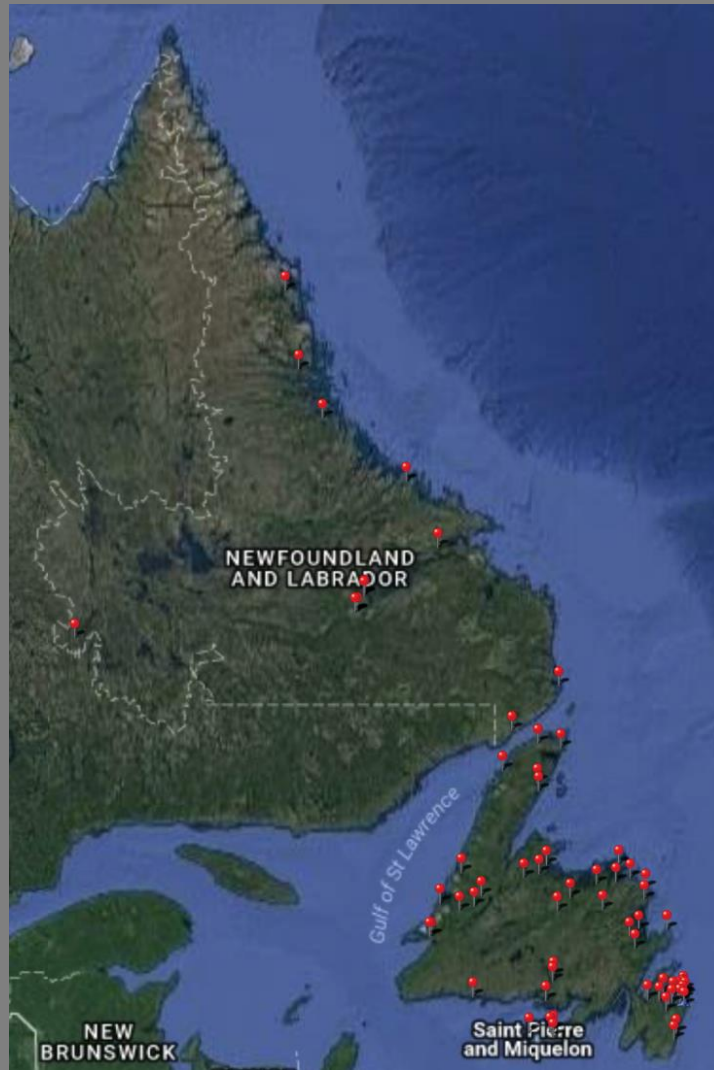 NEWFOUNDLAND
AND LABRADOR
Gulf of St Lawrence
NEW
BRUNSWICK
Saint Pierre
and Miquelon